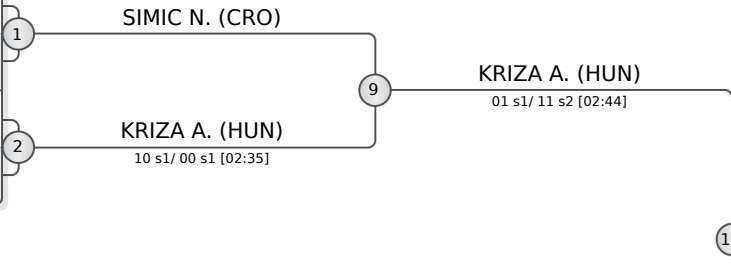 SIMIC N. (CRO)
1
9
KRIZA A. (HUN)
01 s1/ 11 s2 [02:44]
KRIZA A. (HUN)
2
10 s1/ 00 s1 [02:35]